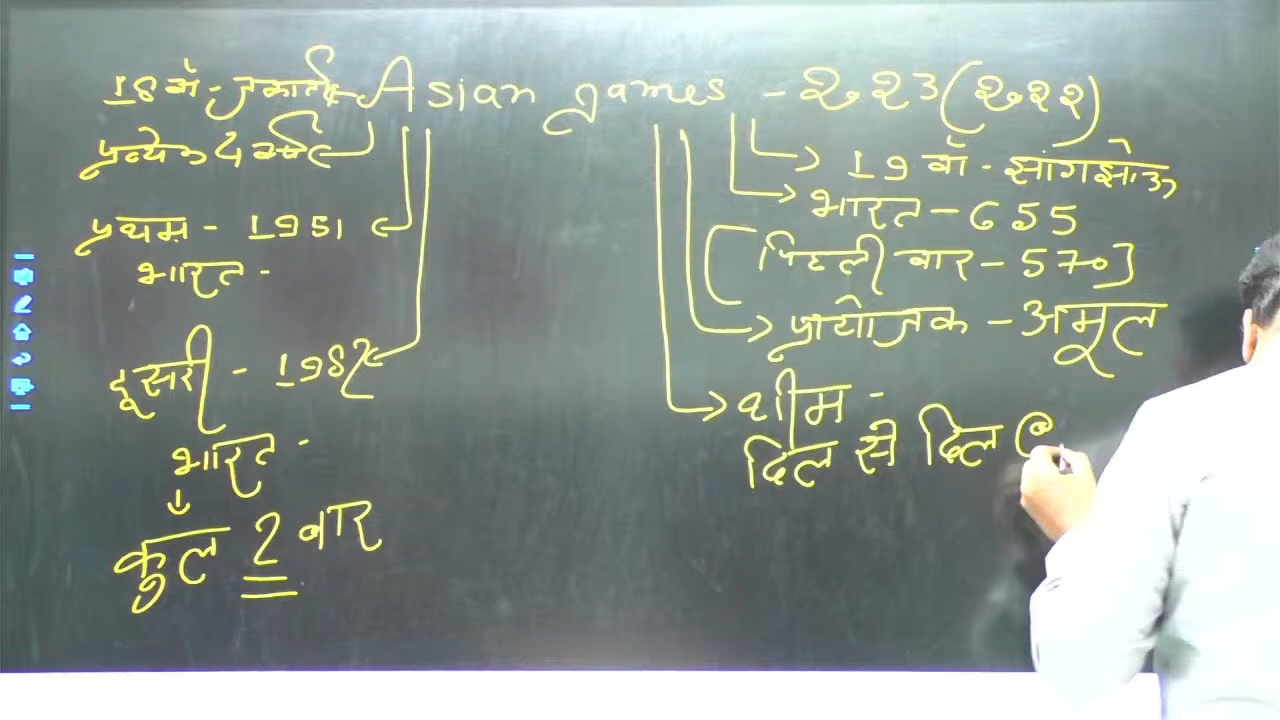 Asian games - 2023 (2022)
18वाँ - जकार्ता
प्रत्येक 4 वर्ष
प्रथम - 1951
भारत -
दूसरी - 1982
भारत -
कुल 2 बार
19वाँ - हांगझोऊ
भारत - 655
[पिछली बार - 570]
प्रायोजक - अमूल
थीम -
दिल से दिल